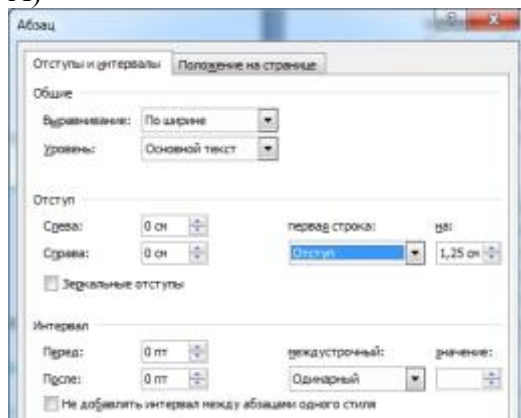 А)
Абзац
Отступы и интервалы Положение на странице
Общие
Выравнивание: По ширине
Уровень: Основной текст
Отступ
Слева: 0 см первая строка: на:
Справа: 0 см Отступ 1,25 см
Зеркальные отступы
Интервал
Перед: 0 пт междустрочный: значение:
После: 0 пт Одинарный
Не добавлять интервал между абзацами одного стиля